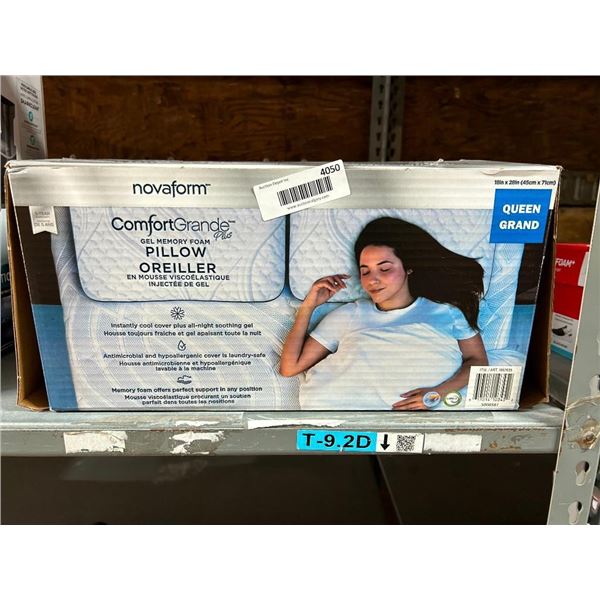 novaform™
4050
ComfortGrande™
Plus
GEL MEMORY FOAM
PILLOW
OREILLER
EN MOUSSE VISCOÉLASTIQUE
INJECTÉE DE GEL
18in x 28in (45cm x 71cm)
QUEEN
GRAND
Instantly cool cover plus all-night soothing gel
Housse toujours fraîche et gel apaisant toute la nuit
Antimicrobial and hypoallergenic cover is laundry-safe
Housse antimicrobienne et hypoallergénique
lavable à la machine
Memory foam offers perfect support in any position
Mousse viscoélastique procurant un soutien
parfait dans toutes les positions
T-9.2D